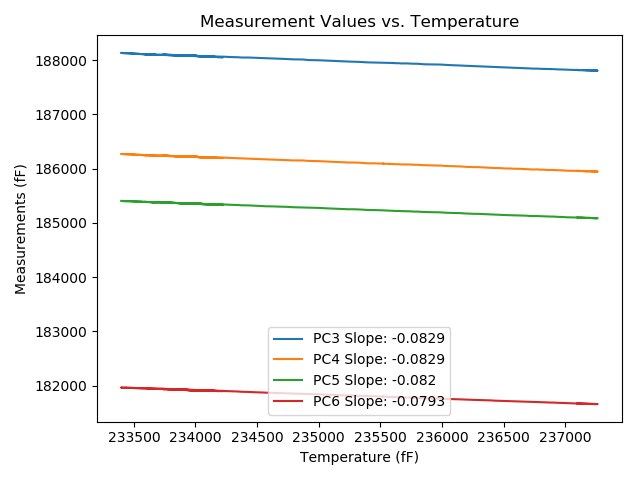 Measurement Values vs. Temperature
Measurements (fF)
188000
187000
186000
185000
184000
183000
182000
PC3 Slope: -0.0829
PC4 Slope: -0.0829
PC5 Slope: -0.082
PC6 Slope: -0.0793
233500 234000 234500 235000 235500 236000 236500 237000
Temperature (fF)